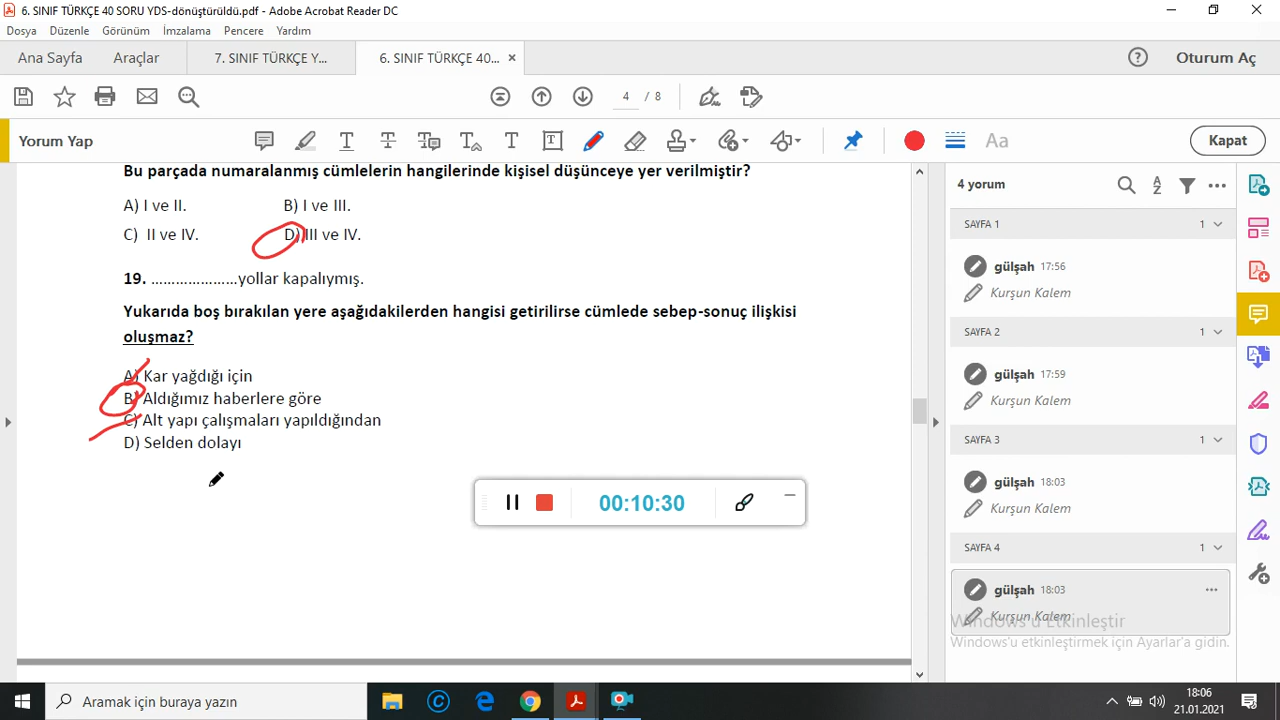 6. SINIF TÜRKÇE 40 SORU YDS-dönüştürüldü.pdf - Adobe Acrobat Reader DC
Dosya Düzenle Görünüm İmzalama Pencere Yardım
Ana Sayfa Araçlar 7. SINIF TÜRKÇE Y... 6. SINIF TÜRKÇE 40... × Oturum Aç
4 / 8
Yorum Yap Aa Kapat
Bu parçada numaralanmış cümlelerin hangilerinde kişisel düşünceye yer verilmiştir?
A) I ve II. B) I ve III.
C) II ve IV. D) III ve IV.
19. .....................yollar kapalıymış.
Yukarıda boş bırakılan yere aşağıdakilerden hangisi getirilirse cümlede sebep-sonuç ilişkisi
oluşmaz?
A) Kar yağdığı için
B) Aldığımız haberlere göre
C) Alt yapı çalışmaları yapıldığından
D) Selden dolayı
00:10:30
4 yorum
SAYFA 1 1
gülşah 17:56
Kurşun Kalem
SAYFA 2 1
gülşah 17:59
Kurşun Kalem
SAYFA 3 1
gülşah 18:03
Kurşun Kalem
SAYFA 4 1
gülşah 18:03
Kurşun Kalem
Windows'u Etkinleştir
Windows'u etkinleştirmek için Ayarlar'a gidin.
Aramak için buraya yazın
18:06
21.01.2021